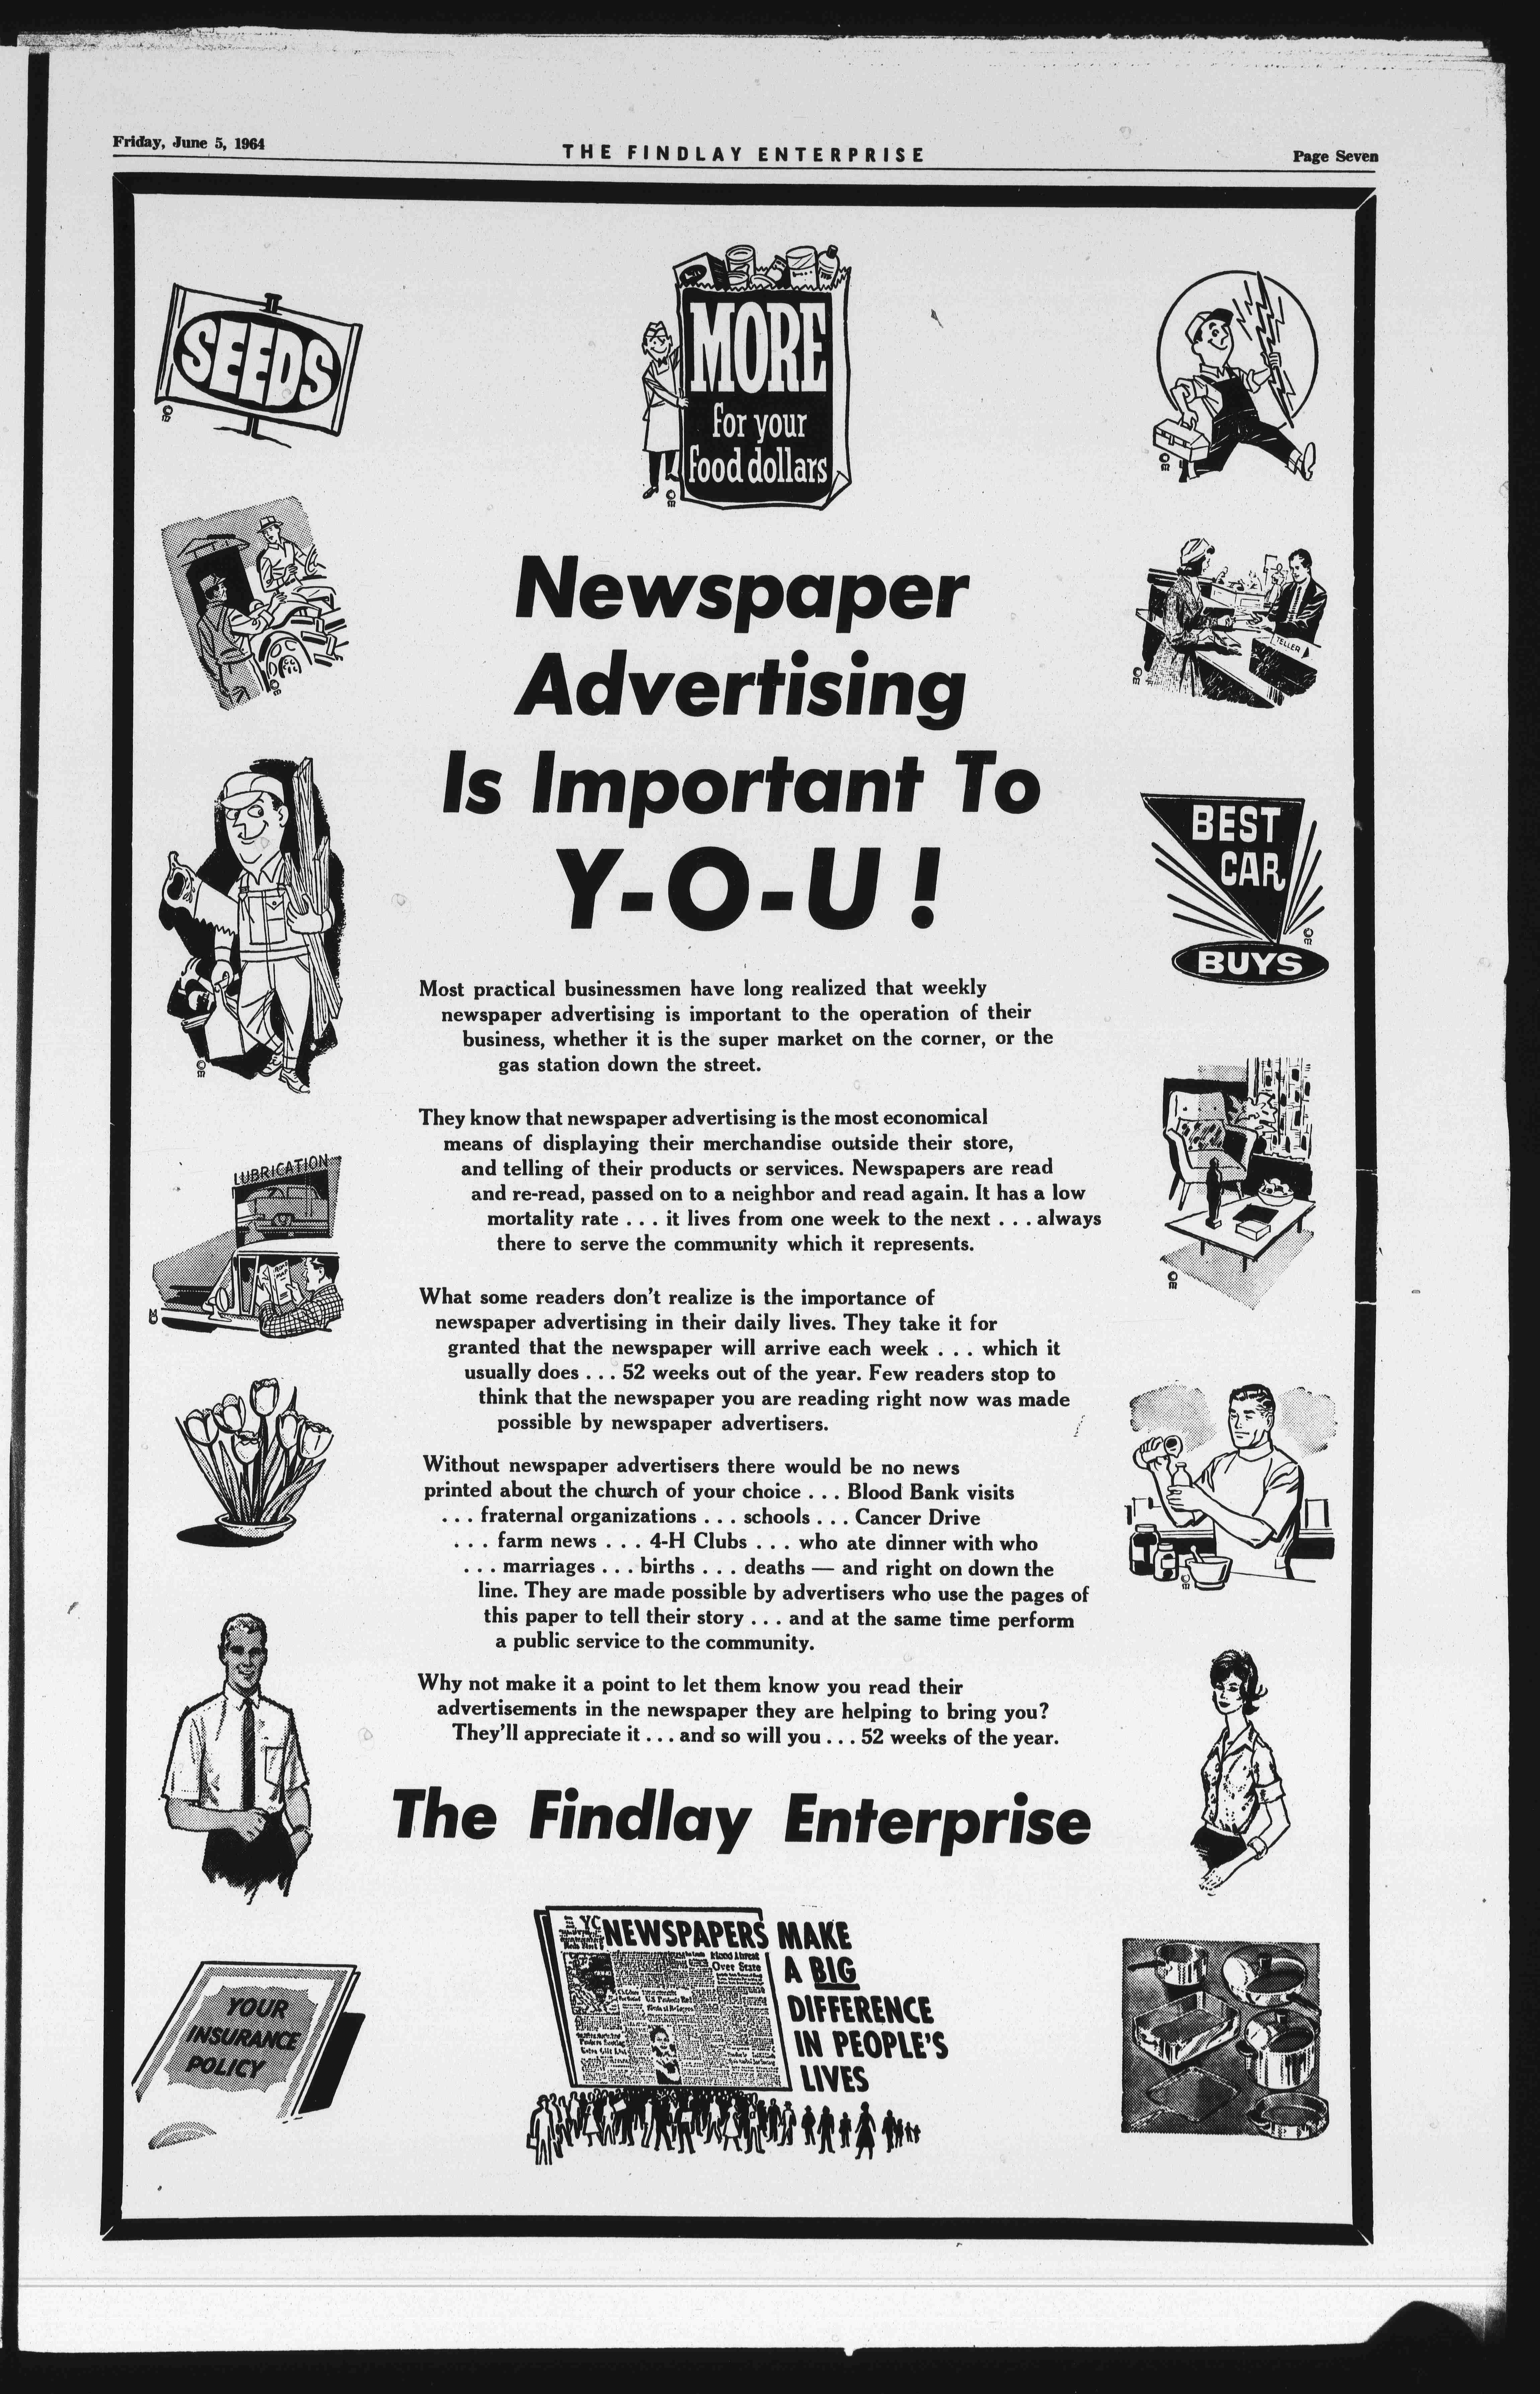 Friday, June 5, 1964
THE FINDLAY ENTERPRISE
Page Seven
SEEDS
MORE
for your
food dollars
Newspaper
Advertising
Is Important To
Y-O-U!
TELLER
BEST
CAR
BUYS
Most practical businessmen have long realized that weekly
newspaper advertising is important to the operation of their
business, whether it is the super market on the corner, or the
gas station down the street.
They know that newspaper advertising is the most economical
means of displaying their merchandise outside their store,
and telling of their products or services. Newspapers are read
and re-read, passed on to a neighbor and read again. It has a low
mortality rate . . . it lives from one week to the next . . . always
there to serve the community which it represents.
LUBRICATION
What some readers don't realize is the importance of
newspaper advertising in their daily lives. They take it for
granted that the newspaper will arrive each week . . . which it
usually does . . . 52 weeks out of the year. Few readers stop to
think that the newspaper you are reading right now was made
possible by newspaper advertisers.
Without newspaper advertisers there would be no news
printed about the church of your choice . . . Blood Bank visits
. . . fraternal organizations . . . schools . . . Cancer Drive
. . . farm news . . . 4-H Clubs . . . who ate dinner with who
. . . marriages . . . births . . . deaths — and right on down the
line. They are made possible by advertisers who use the pages of
this paper to tell their story . . . and at the same time perform
a public service to the community.
Why not make it a point to let them know you read their
advertisements in the newspaper they are helping to bring you?
They'll appreciate it . . . and so will you . . . 52 weeks of the year.
The Findlay Enterprise
NEWSPAPERS MAKE
A BIG
DIFFERENCE
IN PEOPLE'S
LIVES
Over State
YOUR
INSURANCE
POLICY